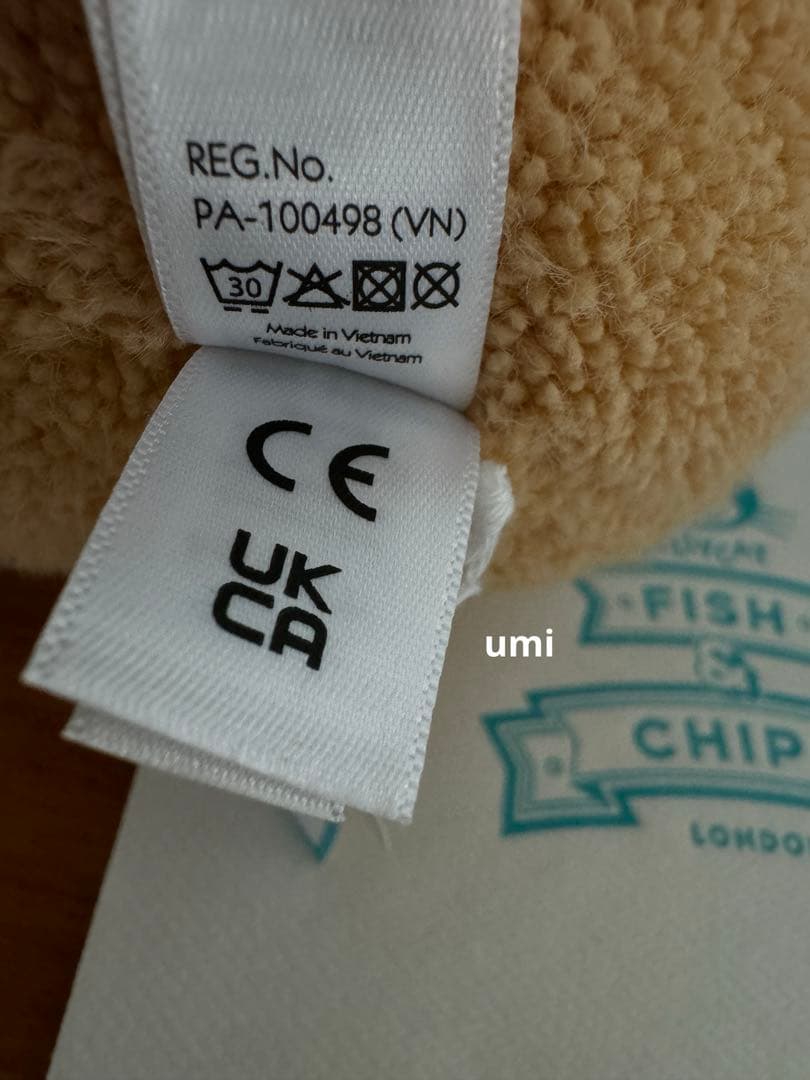 REG.No.
PA-100498 (VN)
30
Made in Vietnam
Fabriqué au Vietnam
CE
UK
CA
umi
FISH
&
CHIP
LONDO